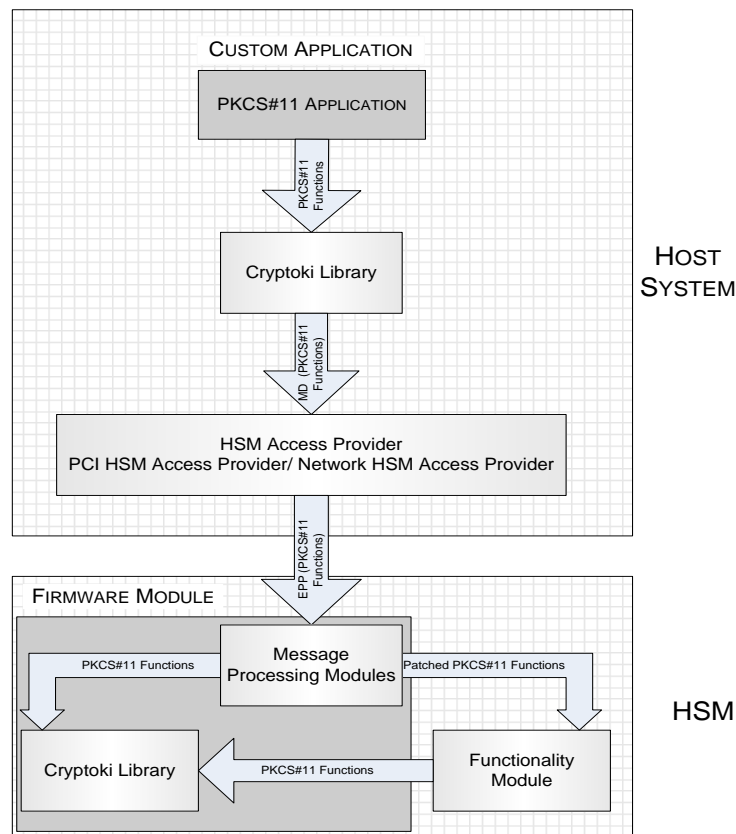 CUSTOM APPLICATION
PKCS#11 APPLICATION
PKCS#11
Functions
Cryptoki Library
MD (PKCS#11
Functions)
HSM Access Provider
PCI HSM Access Provider/ Network HSM Access Provider
HOST
SYSTEM
EPP (PKCS#11
Functions)
FIRMWARE MODULE
Message
Processing Modules
PKCS#11 Functions
Patched PKCS#11 Functions
HSM
Cryptoki Library
PKCS#11 Functions
Functionality
Module